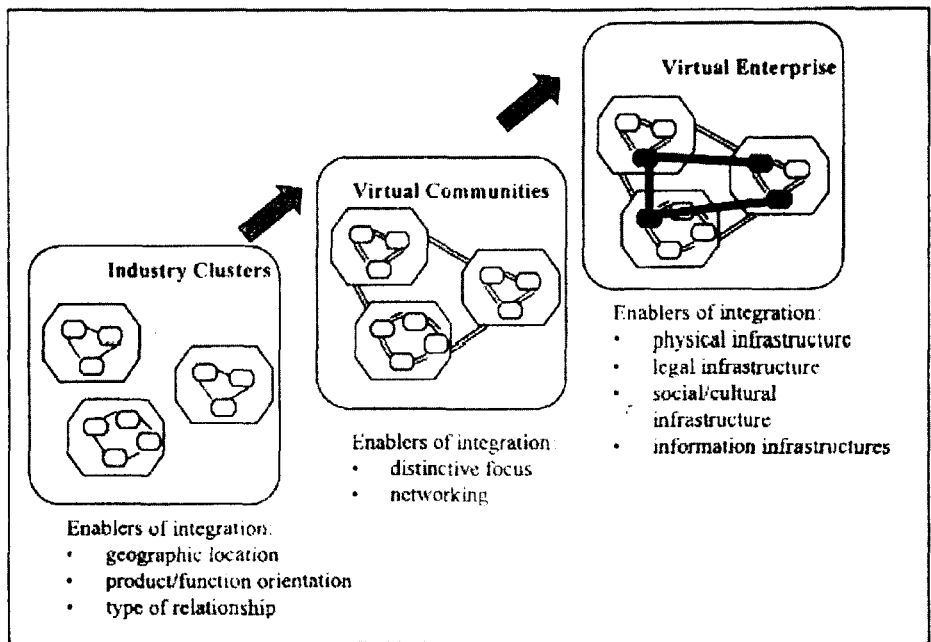 Virtual Enterprise
Virtual Communities
Industry Clusters
Enablers of integration:
• physical infrastructure
• legal infrastructure
• social/cultural
infrastructure
• information infrastructures
Enablers of integration:
• distinctive focus
• networking
Enablers of integration:
• geographic location
• product/function orientation
• type of relationship